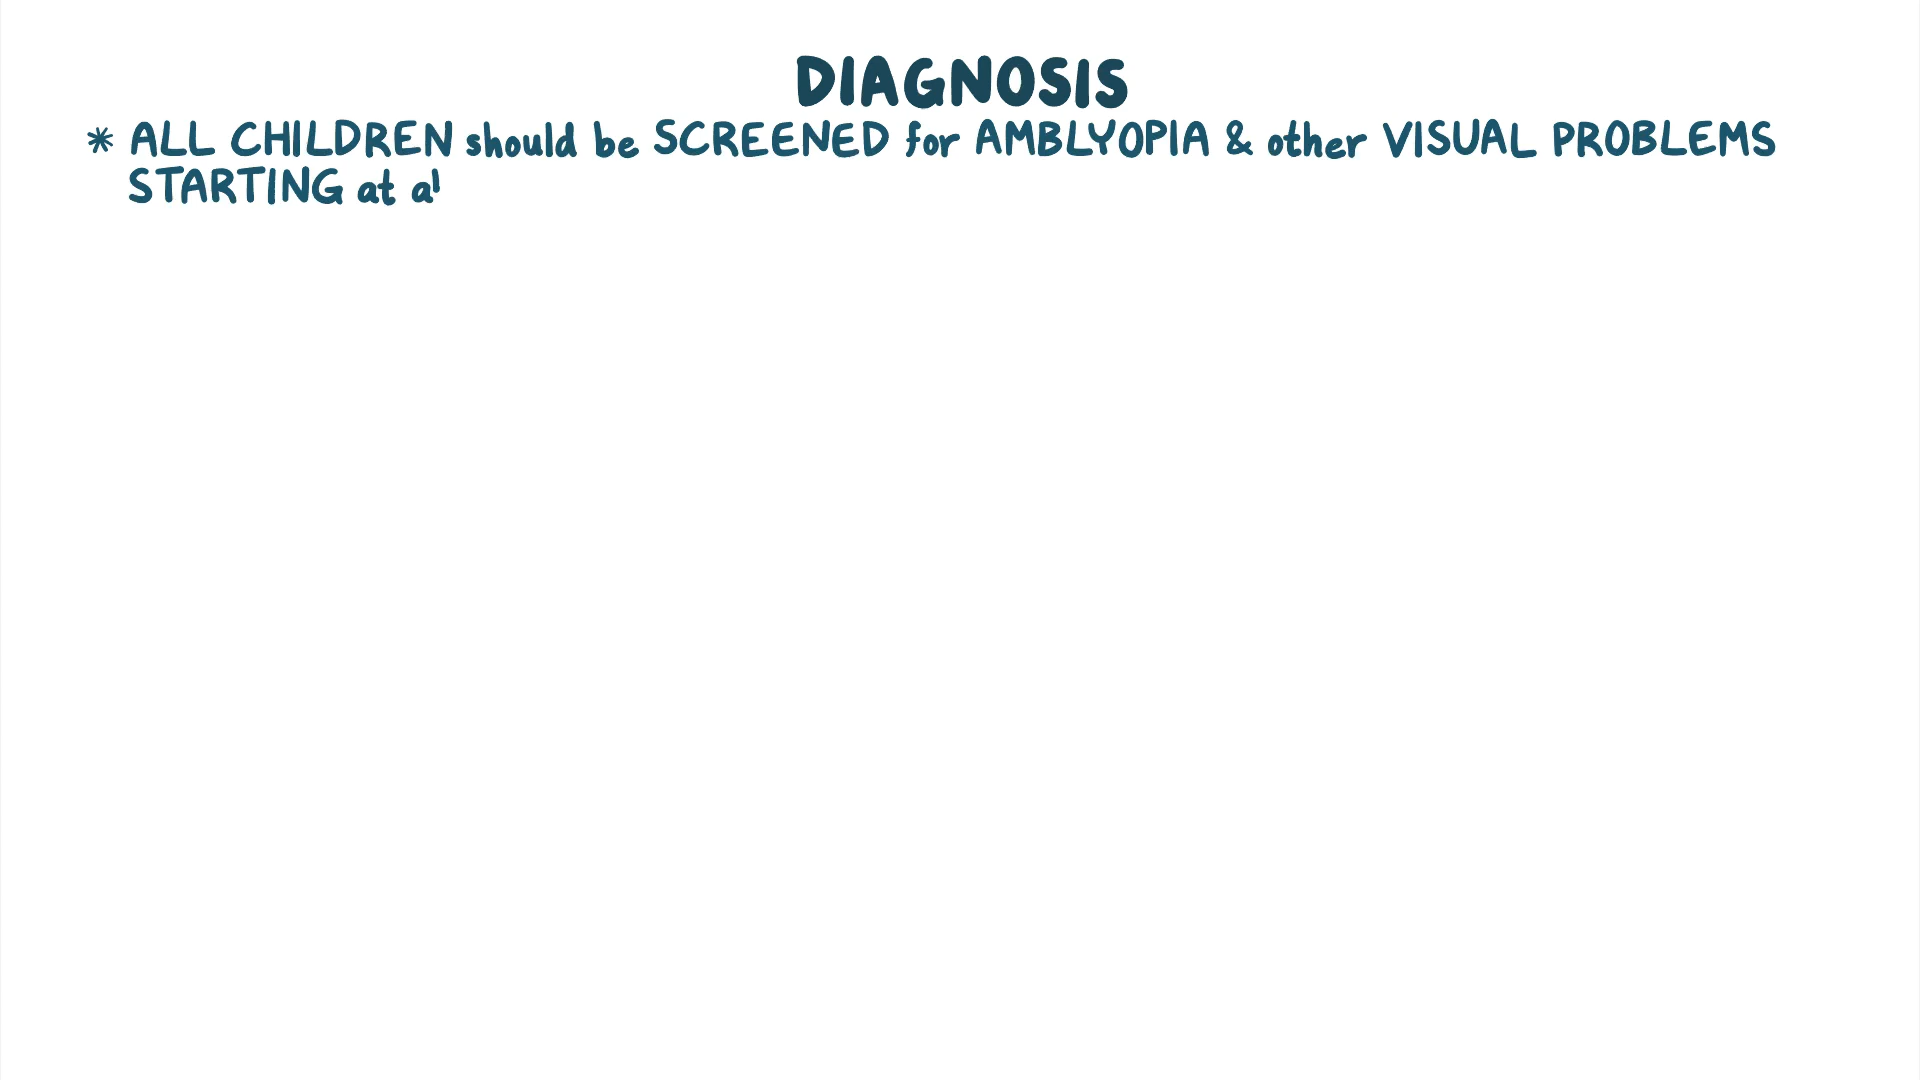 DIAGNOSIS
* ALL CHILDREN should be SCREENED for AMBLYOPIA & other VISUAL PROBLEMS
STARTING at